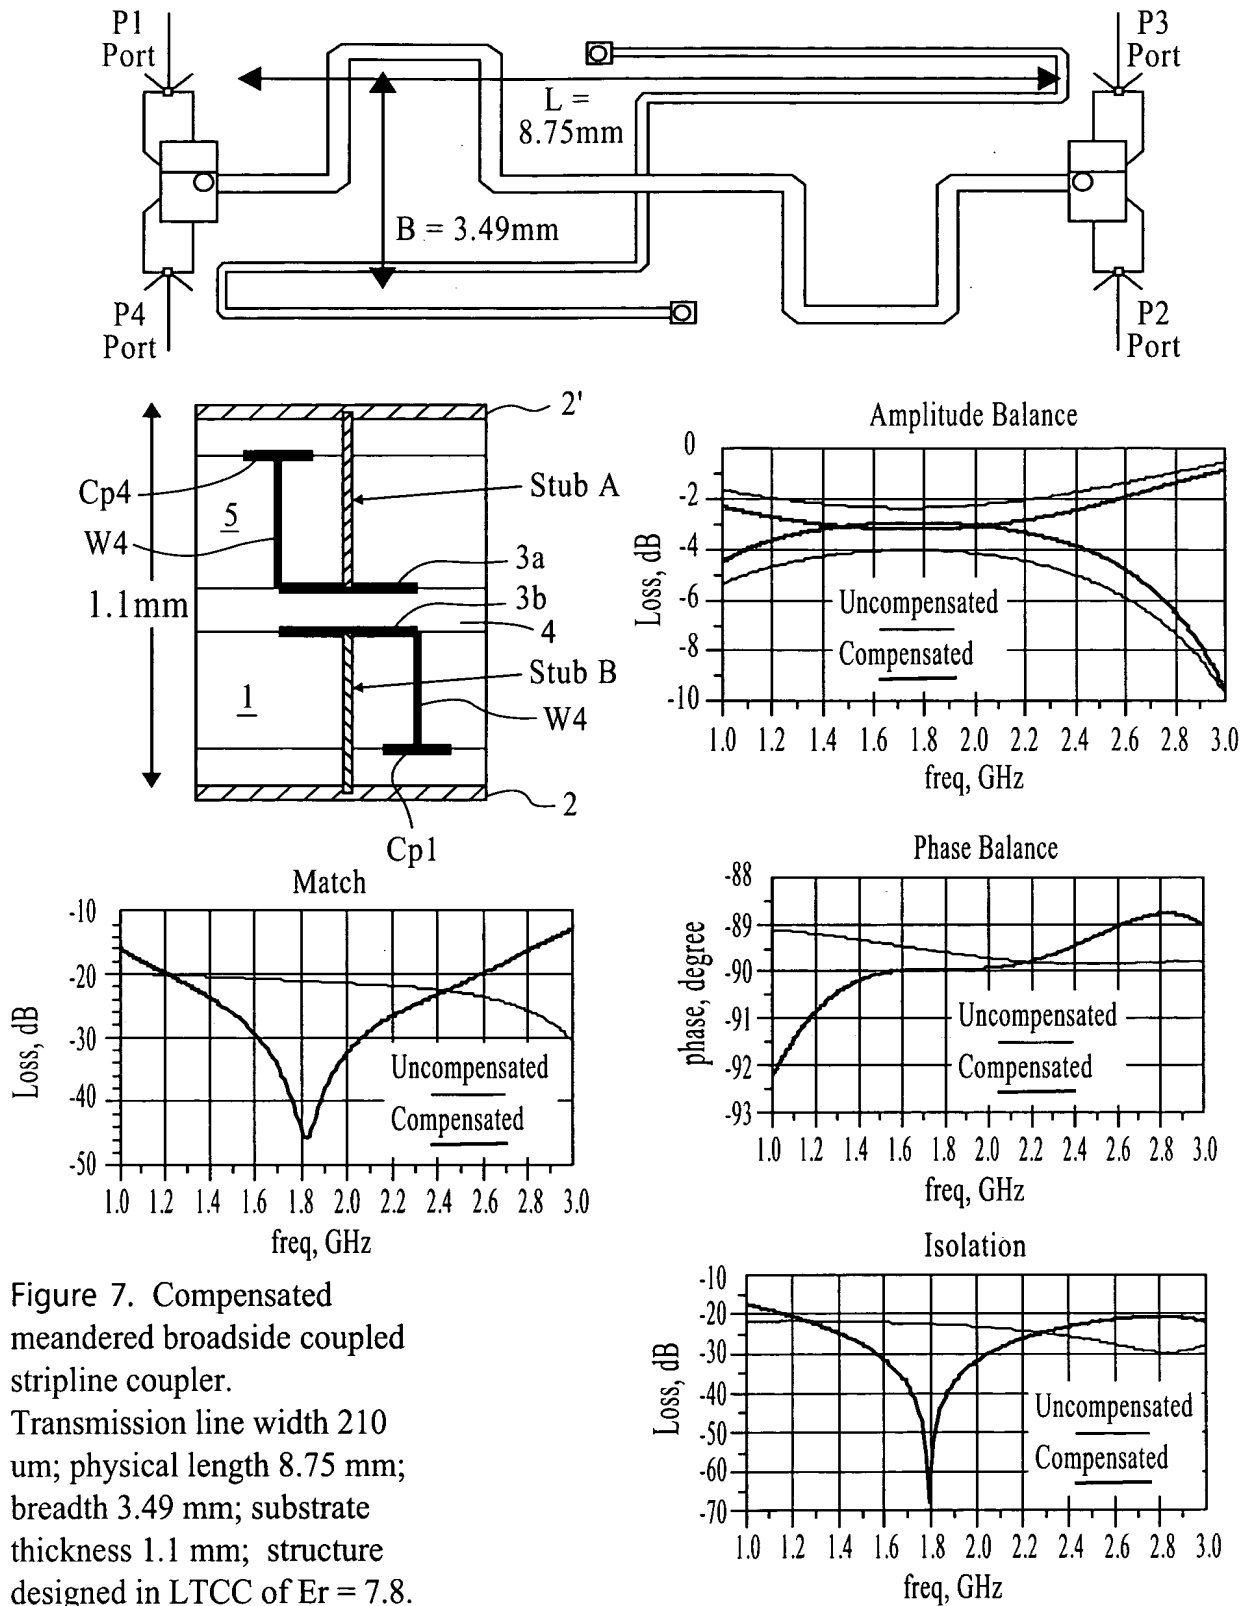 P1
Port
P3
Port
L =
8.75mm
B = 3.49mm
P4
Port
P2
Port
2'
Cp4
Stub A
5
W4
3a
1.1mm
3b
4
Stub B
1
W4
2
Cp1
Amplitude Balance
Loss, dB
0
-2
-4
-6
-8
-10
Uncompensated
Compensated
1.0 1.2 1.4 1.6 1.8 2.0 2.2 2.4 2.6 2.8 3.0
freq, GHz
Match
Loss, dB
-10
-20
-30
-40
-50
Uncompensated
Compensated
1.0 1.2 1.4 1.6 1.8 2.0 2.2 2.4 2.6 2.8 3.0
freq, GHz
Phase Balance
phase, degree
-88
-89
-90
-91
-92
-93
Uncompensated
Compensated
1.0 1.2 1.4 1.6 1.8 2.0 2.2 2.4 2.6 2.8 3.0
freq, GHz
Isolation
Loss, dB
-10
-20
-30
-40
-50
-60
-70
Uncompensated
Compensated
1.0 1.2 1.4 1.6 1.8 2.0 2.2 2.4 2.6 2.8 3.0
freq, GHz
Figure 7. Compensated
meandered broadside coupled
stripline coupler.
Transmission line width 210
um; physical length 8.75 mm;
breadth 3.49 mm; substrate
thickness 1.1 mm; structure
designed in LTCC of Er = 7.8.